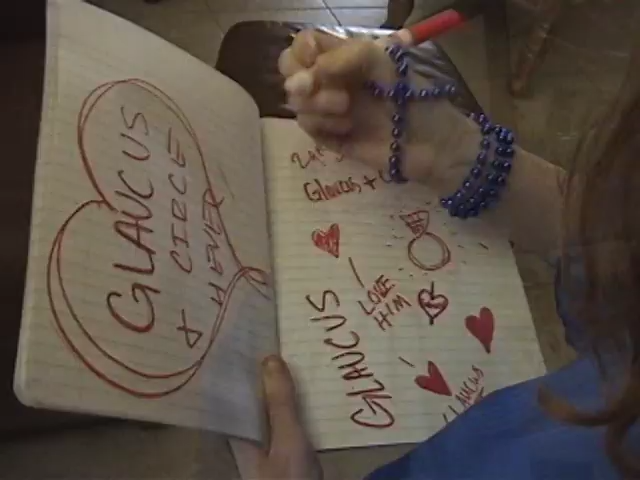 GLAUCUS
CIRCE
+ 4EVER
Glaucus +
I
LOVE
HIM
GLAUCUS
GLAUCUS